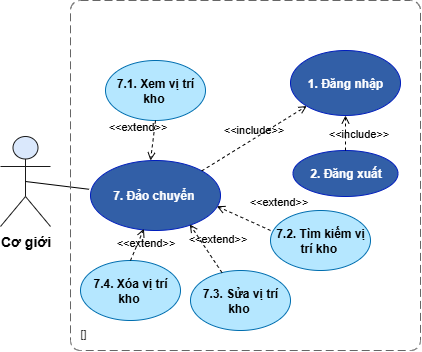 7.1. Xem vị trí
kho
1. Đăng nhập
<<extend>>
<<include>>
<<include>>
2. Đăng xuất
7. Đảo chuyển
<<extend>>
Cơ giới
<<extend>>
<<extend>>
7.2. Tìm kiếm vị
trí kho
7.4. Xóa vị trí
kho
7.3. Sửa vị trí
kho
[]